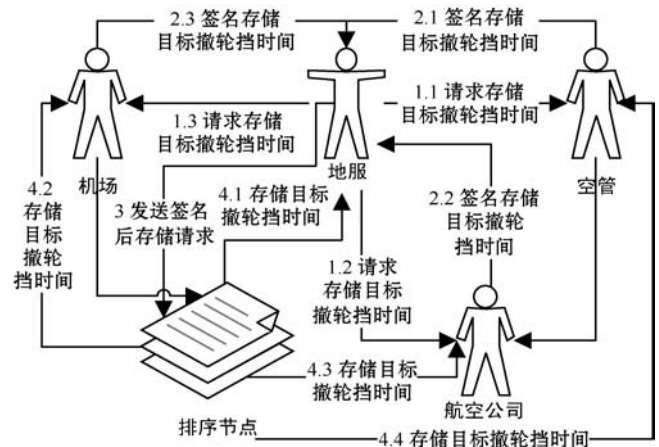 2.3 签名存储
目标撤轮挡时间
2.1 签名存储
目标撤轮挡时间
1.1 请求存储
目标撤轮挡时间
1.3 请求存储
目标撤轮挡时间
机场
地服
空管
4.2
存储
目标
撤轮
挡时间
3 发送签名
后存储请求
4.1 存储目标
撤轮挡时间
2.2 签名存储
目标撤轮
挡时间
1.2 请求
存储目标
撤轮挡时间
4.3 存储目标
撤轮挡时间
排序节点
航空公司
4.4 存储目标撤轮挡时间